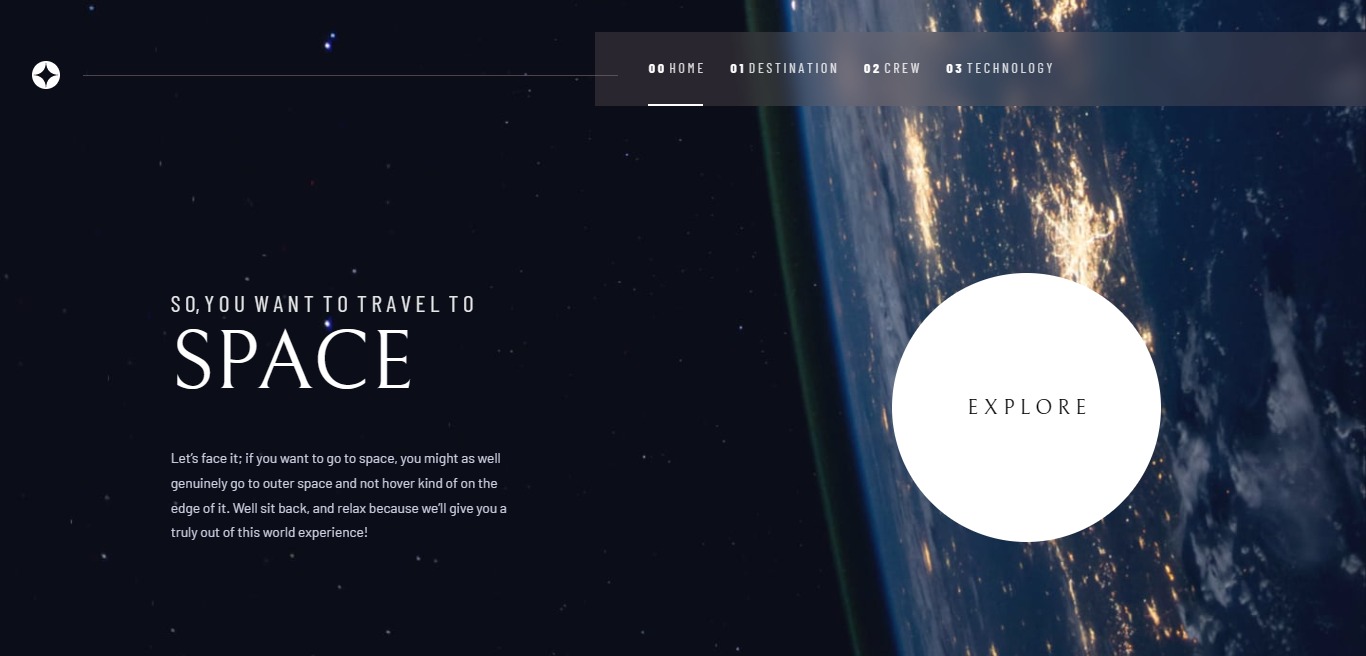 00 HOME 01 DESTINATION 02 CREW 03 TECHNOLOGY
SO,YOU WANT TO TRAVEL TO
SPACE
Let's face it; if you want to go to space, you might as well
genuinely go to outer space and not hover kind of on the
edge of it. Well sit back, and relax because we'll give you a
truly out of this world experience!
EXPLORE